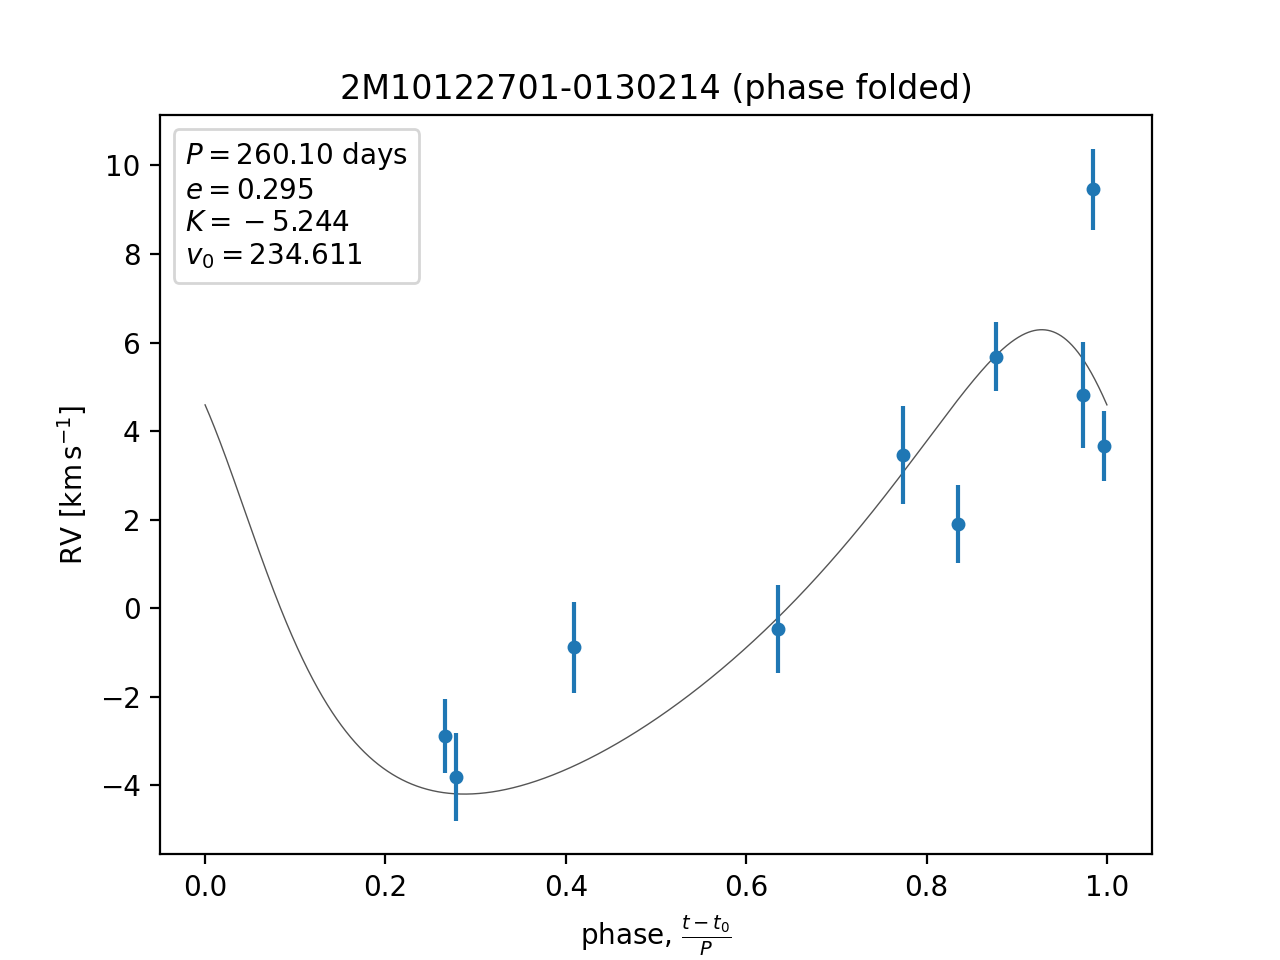 2M10122701-0130214 (phase folded)
P = 260.10 days
e = 0.295
K = −5.244
v₀ = 234.611
10
8
6
4
2
0
−2
−4
RV [km s⁻¹]
0.0 0.2 0.4 0.6 0.8 1.0
phase, (t − t₀)/P